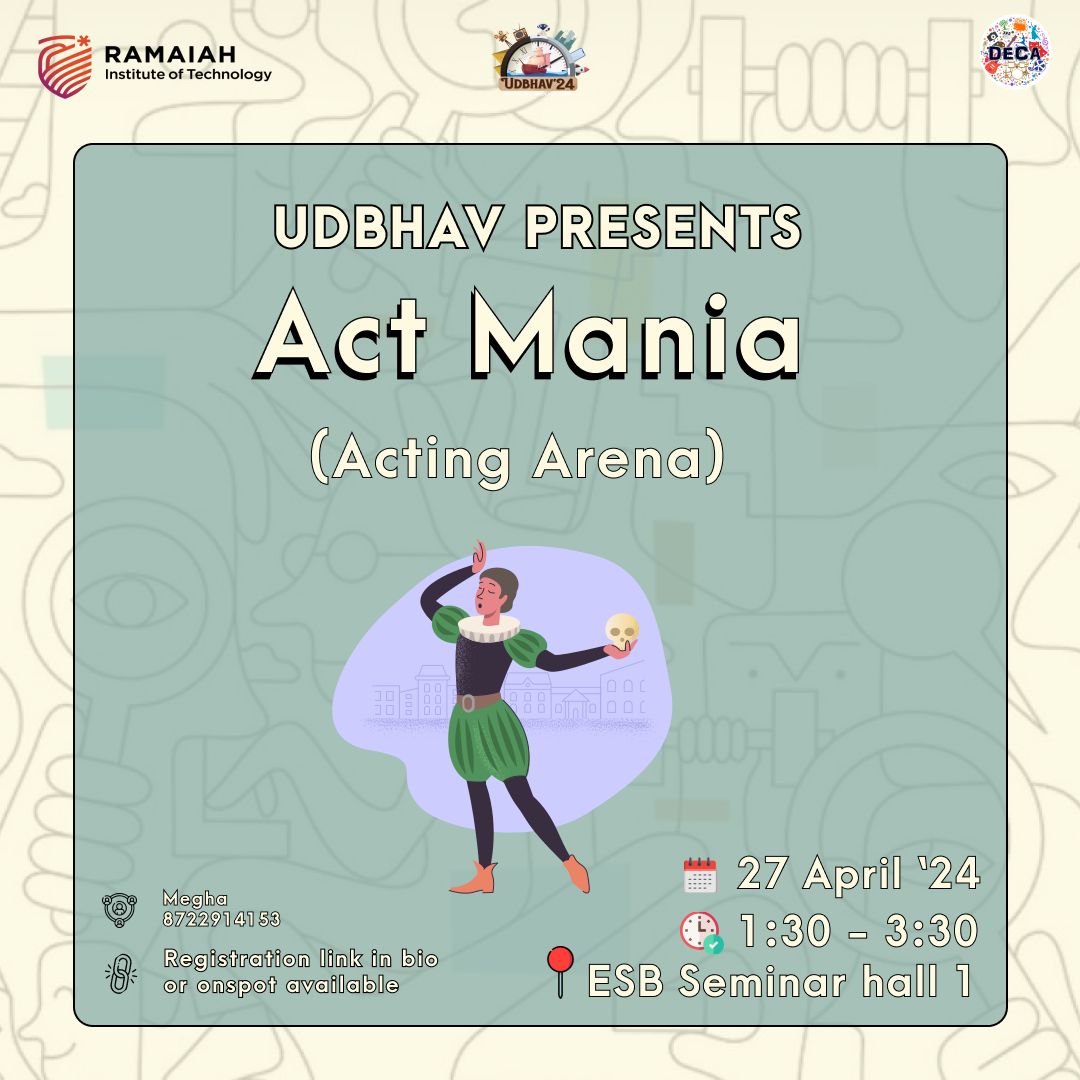 RAMAIAH
Institute of Technology
UDBHAV'24
DECA
UDBHAV PRESENTS
Act Mania
(Acting Arena)
27 April ‘24
1:30 – 3:30
ESB Seminar hall 1
Megha
8722914153
Registration link in bio
or onspot available